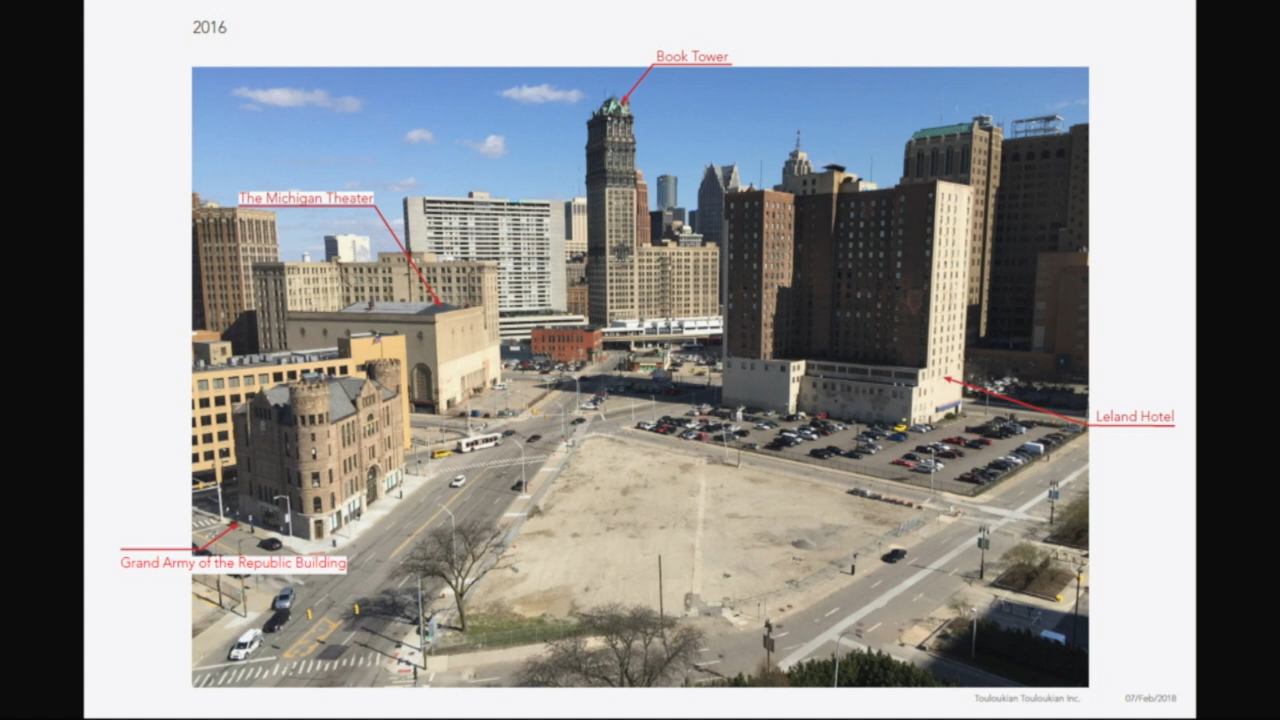 2016
Book Tower
The Michigan Theater
Leland Hotel
Grand Army of the Republic Building
Touloukian Touloukian Inc.
07/Feb/2018